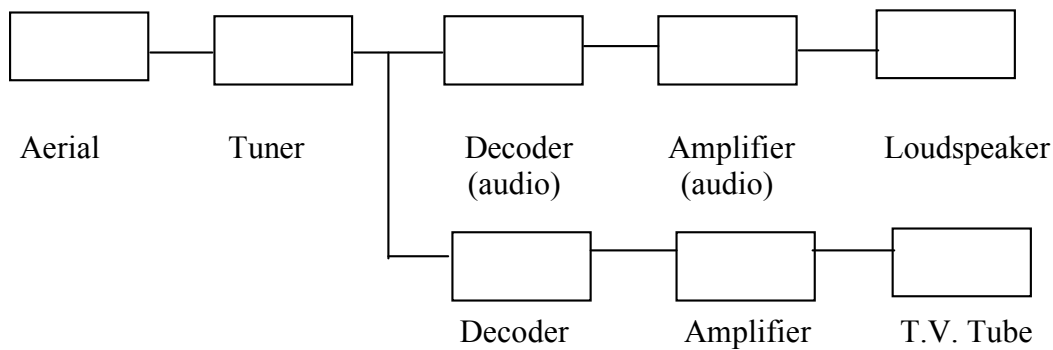 Aerial Tuner Decoder Amplifier Loudspeaker
(audio) (audio)
Decoder Amplifier T.V. Tube